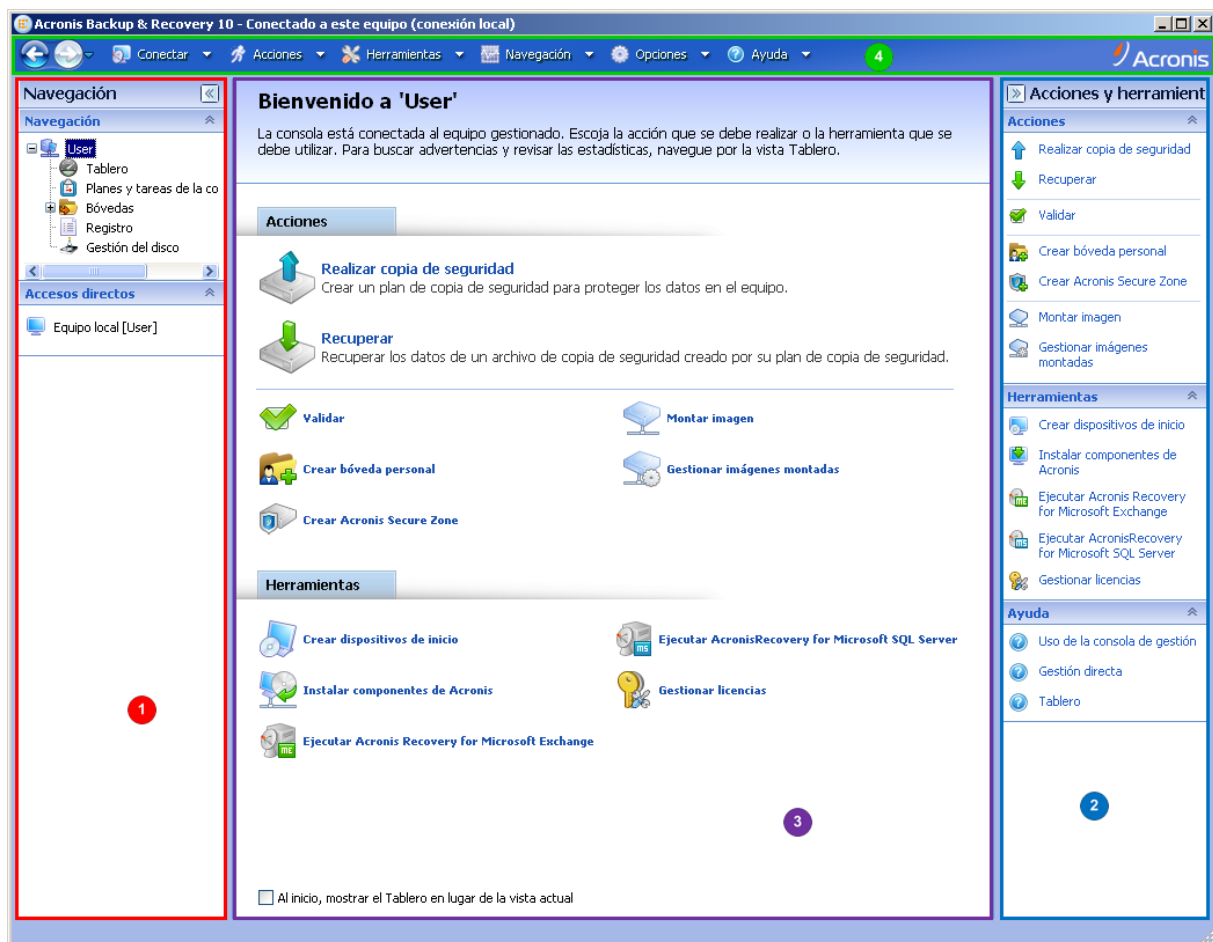 Acronis Backup & Recovery 10 - Conectado a este equipo (conexión local)
Conectar Acciones Herramientas Navegación Opciones Ayuda 4 Acronis
Navegación
Navegación
User
Tablero
Planes y tareas de la co
Bóvedas
Registro
Gestión del disco
Accesos directos
Equipo local [User]
1
Bienvenido a 'User'
La consola está conectada al equipo gestionado. Escoja la acción que se debe realizar o la herramienta que se
debe utilizar. Para buscar advertencias y revisar las estadísticas, navegue por la vista Tablero.
Acciones
Realizar copia de seguridad
Crear un plan de copia de seguridad para proteger los datos en el equipo.
Recuperar
Recuperar los datos de un archivo de copia de seguridad creado por su plan de copia de seguridad.
Validar
Montar imagen
Crear bóveda personal
Gestionar imágenes montadas
Crear Acronis Secure Zone
Herramientas
Crear dispositivos de inicio
Ejecutar AcronisRecovery for Microsoft SQL Server
MS
Instalar componentes de Acronis
Gestionar licencias
Ejecutar Acronis Recovery for Microsoft Exchange
ME
3
Al inicio, mostrar el Tablero en lugar de la vista actual
Acciones y herramient
Acciones
Realizar copia de seguridad
Recuperar
Validar
Crear bóveda personal
Crear Acronis Secure Zone
Montar imagen
Gestionar imágenes
montadas
Herramientas
Crear dispositivos de inicio
Instalar componentes de
Acronis
Ejecutar Acronis Recovery
for Microsoft Exchange
ME
Ejecutar AcronisRecovery
for Microsoft SQL Server
MS
Gestionar licencias
Ayuda
Uso de la consola de gestión
Gestión directa
Tablero
2